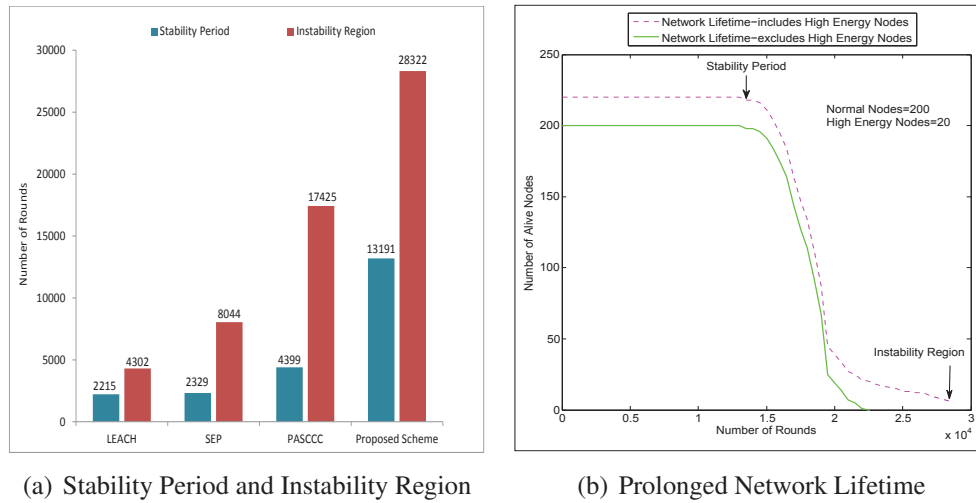 Stability Period
Instability Region
30000
25000
20000
15000
10000
5000
0
Number of Rounds
2215
4302
2329
8044
4399
17425
13191
28322
LEACH
SEP
PASCCC
Proposed Scheme
(a) Stability Period and Instability Region
Network Lifetime−includes High Energy Nodes
Network Lifetime−excludes High Energy Nodes
250
200
150
100
50
0
Number of Alive Nodes
Stability Period
Normal Nodes=200
High Energy Nodes=20
Instability Region
0 0.5 1 1.5 2 2.5 3
Number of Rounds
x 10⁴
(b) Prolonged Network Lifetime